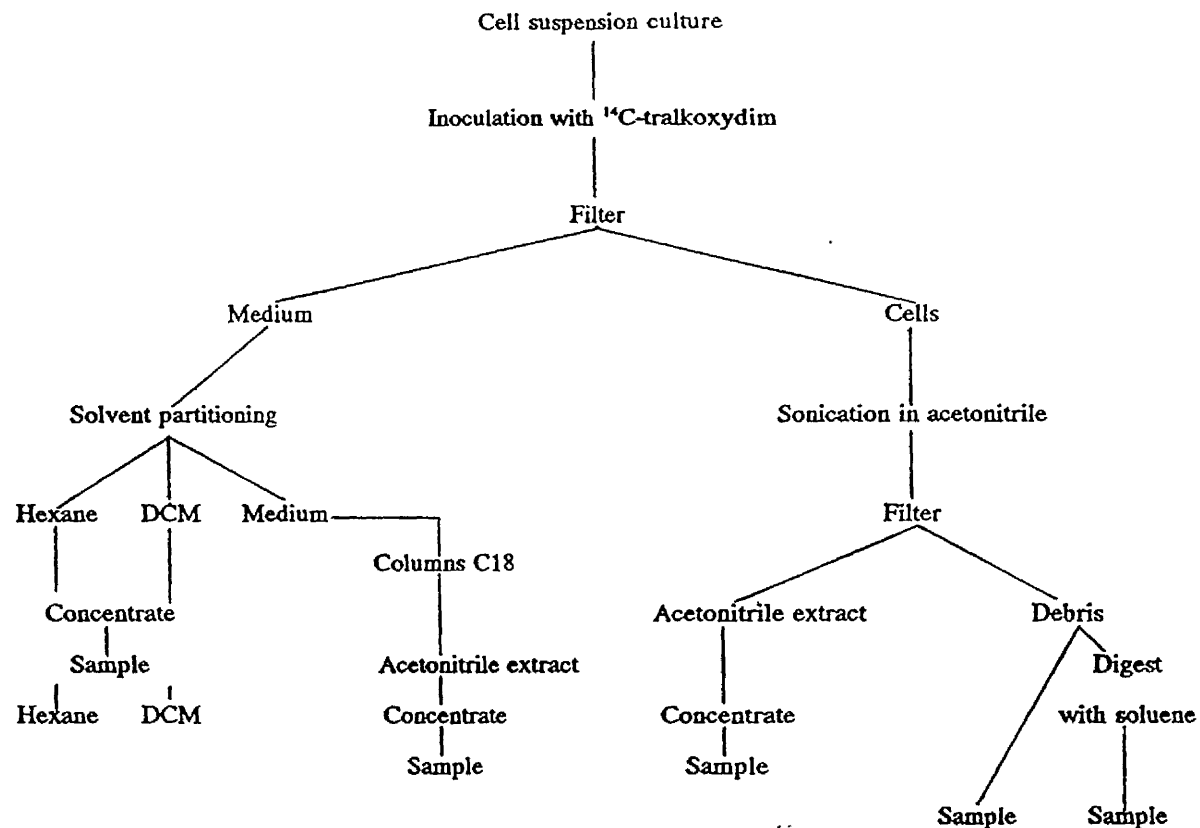 Cell suspension culture
Inoculation with ¹⁴C-tralkoxydim
Filter
Medium
Cells
Solvent partitioning
Sonication in acetonitrile
Hexane
DCM
Medium
Filter
Columns C18
Concentrate
Acetonitrile extract
Debris
Sample
Acetonitrile extract
Digest
Hexane
DCM
Concentrate
Concentrate
with soluene
Sample
Sample
Sample
Sample